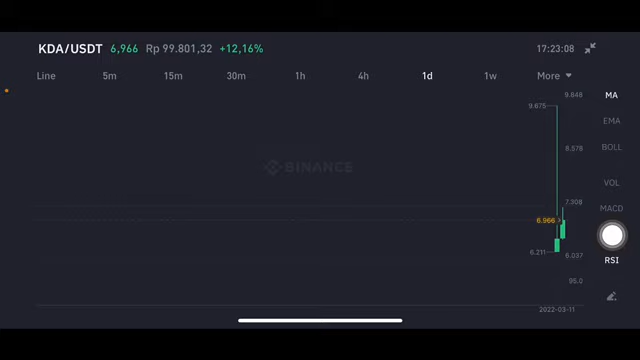 KDA/USDT 6,966 Rp 99.801,32 +12,16% 17:23:08
Line 5m 15m 30m 1h 4h 1d 1w More
9.846
MA
9.675
EMA
8.578
BOLL
BINANCE
VOL
7.308
MACD
6.966
6.211
6.037
RSI
95.0
2022-03-11